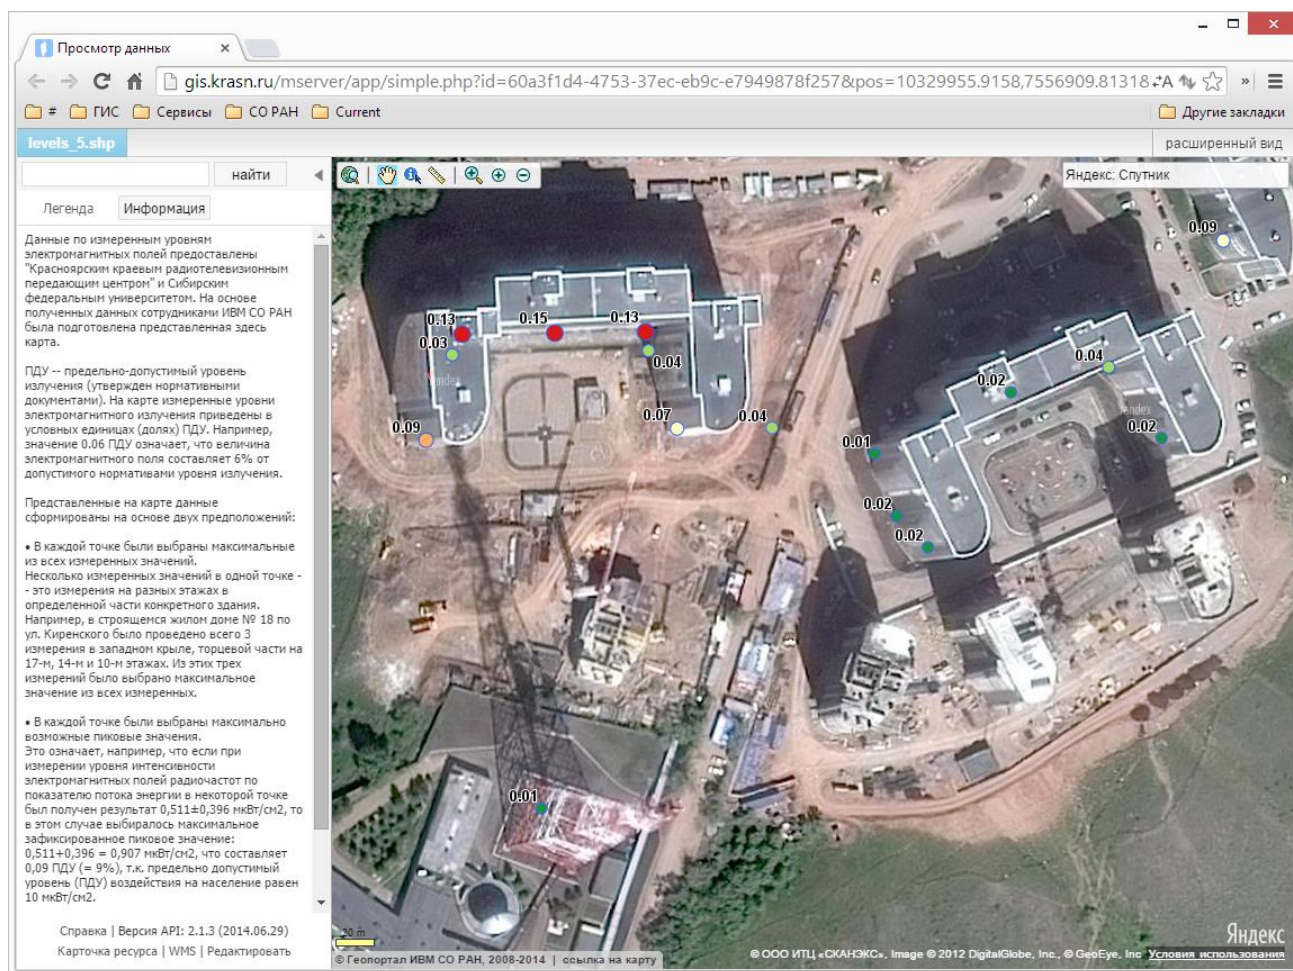 Просмотр данных
gis.krasn.ru/mserver/app/simple.php?id=60a3f1d4-4753-37ec-eb9c-e7949878f257&pos=10329955.9158,7556909.81318
#
ГИС
Сервисы
СО РАН
Current
Другие закладки
levels_5.shp
расширенный вид
найти
Яндекс: Спутник
Легенда
Информация
Данные по измеренным уровням
электромагнитных полей предоставлены
"Красноярским краевым радиотелевизионным
передающим центром" и Сибирским
федеральным университетом. На основе
полученных данных сотрудниками ИВМ СО РАН
была подготовлена представленная здесь
карта.
ПДУ -- предельно-допустимый уровень
излучения (утвержден нормативными
документами). На карте измеренные уровни
электромагнитного излучения приведены в
условных единицах (долях) ПДУ. Например,
значение 0.06 ПДУ означает, что величина
электромагнитного поля составляет 6% от
допустимого нормативами уровня излучения.
Представленные на карте данные
сформированы на основе двух предположений:
• В каждой точке были выбраны максимальные
из всех измеренных значений.
Несколько измеренных значений в одной точке -
- это измерения на разных этажах в
определенной части конкретного здания.
Например, в строящемся жилом доме № 18 по
ул. Киренского было проведено всего 3
измерения в западном крыле, торцевой части на
17-м, 14-м и 10-м этажах. Из этих трех
измерений было выбрано максимальное
значение из всех измеренных.
• В каждой точке были выбраны максимально
возможные пиковые значения.
Это означает, например, что если при
измерении уровня интенсивности
электромагнитных полей радиочастот по
показателю потока энергии в некоторой точке
был получен результат 0,511±0,396 мкВт/см2, то
в этом случае выбиралось максимальное
зафиксированное пиковое значение:
0,511+0,396 = 0,907 мкВт/см2, что составляет
0,09 ПДУ (= 9%), т.к. предельно допустимый
уровень (ПДУ) воздействия на население равен
10 мкВт/см2.
Справка | Версия API: 2.1.3 (2014.06.29)
Карточка ресурса | WMS | Редактировать
0.09
0.13
0.15
0.13
0.03
0.04
0.04
0.02
Yandex
Yandex
0.07
0.04
0.09
0.02
0.01
0.02
0.02
0.01
20 m
Яндекс
© Геопортал ИВМ СО РАН, 2008-2014 | ссылка на карту
© ООО ИТЦ «СКАНЭКС», Image © 2012 DigitalGlobe, Inc., © GeoEye, Inc Условия использования